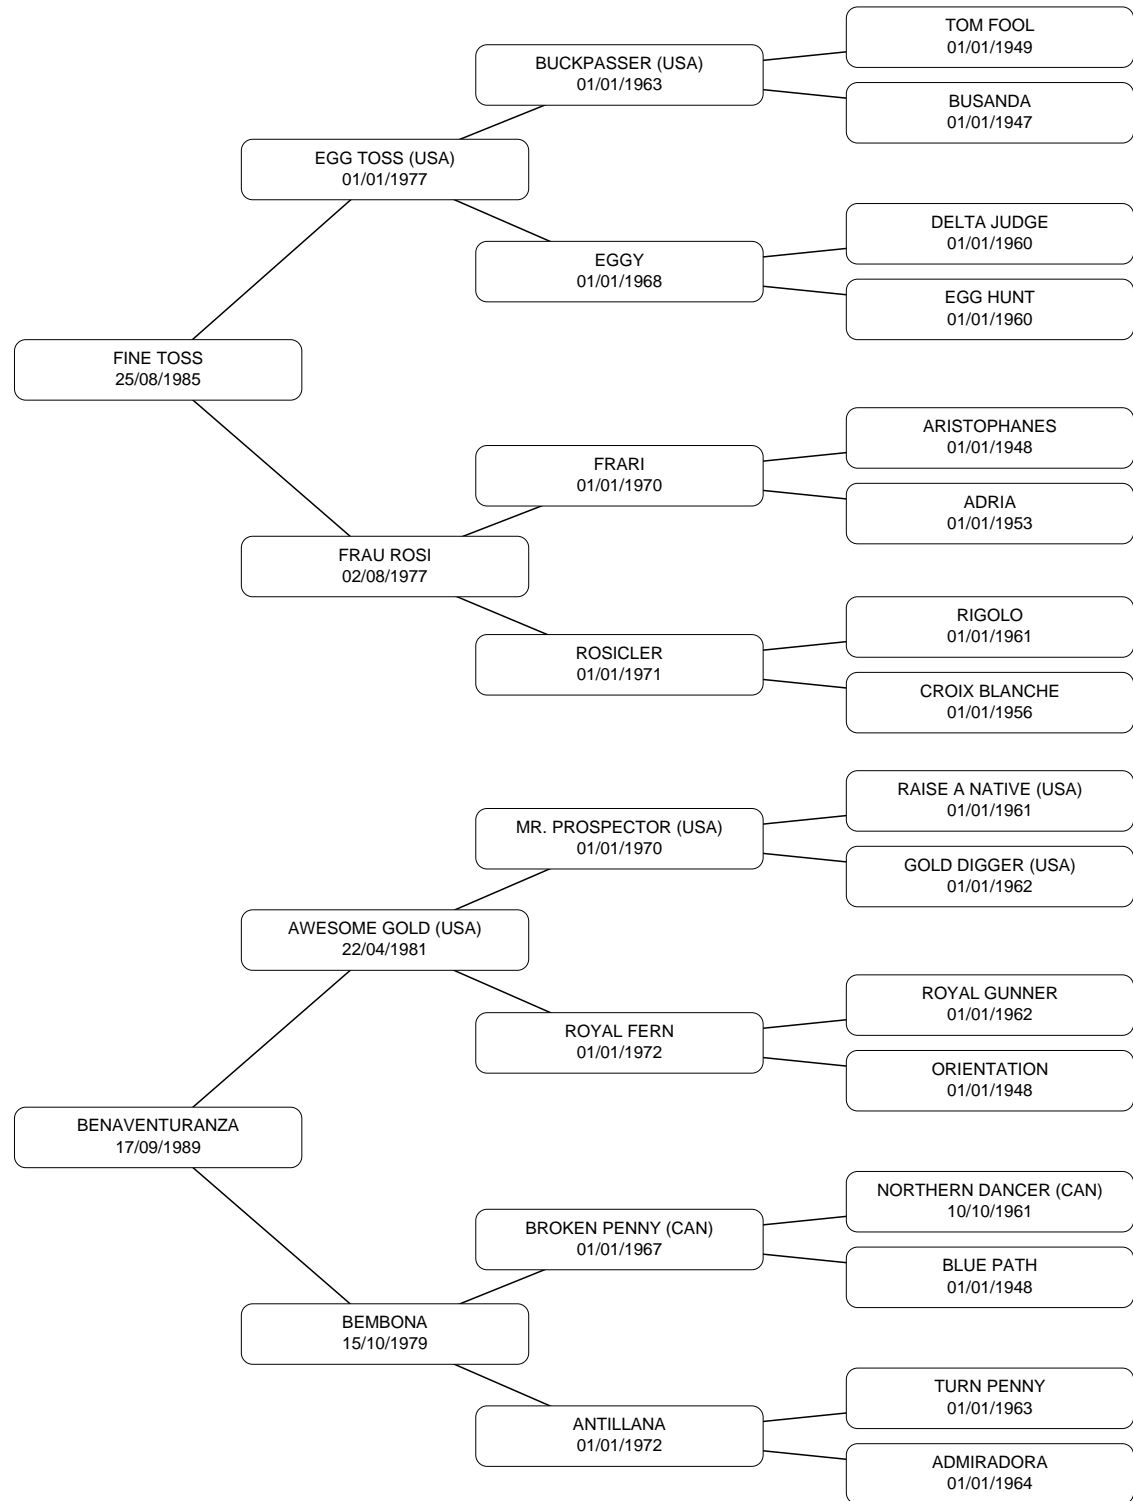 TOM FOOL
01/01/1949
BUCKPASSER (USA)
01/01/1963
BUSANDA
01/01/1947
EGG TOSS (USA)
01/01/1977
DELTA JUDGE
01/01/1960
EGGY
01/01/1968
EGG HUNT
01/01/1960
FINE TOSS
25/08/1985
ARISTOPHANES
01/01/1948
FRARI
01/01/1970
ADRIA
01/01/1953
FRAU ROSI
02/08/1977
RIGOLO
01/01/1961
ROSICLER
01/01/1971
CROIX BLANCHE
01/01/1956
RAISE A NATIVE (USA)
01/01/1961
MR. PROSPECTOR (USA)
01/01/1970
GOLD DIGGER (USA)
01/01/1962
AWESOME GOLD (USA)
22/04/1981
ROYAL GUNNER
01/01/1962
ROYAL FERN
01/01/1972
ORIENTATION
01/01/1948
BENAVENTURANZA
17/09/1989
NORTHERN DANCER (CAN)
10/10/1961
BROKEN PENNY (CAN)
01/01/1967
BLUE PATH
01/01/1948
BEMBONA
15/10/1979
TURN PENNY
01/01/1963
ANTILLANA
01/01/1972
ADMIRADORA
01/01/1964